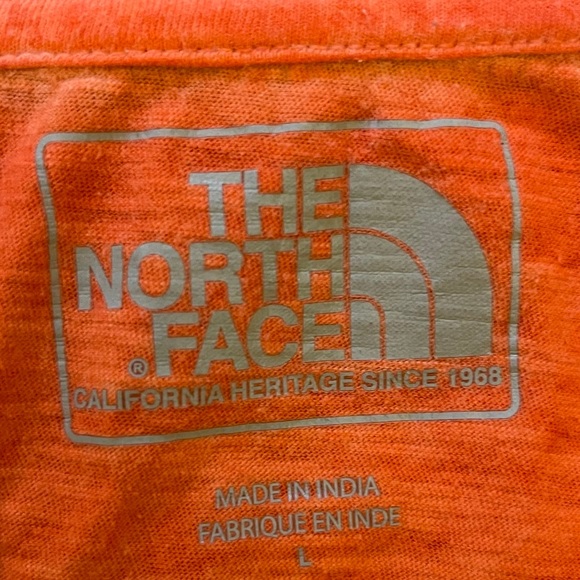 THE
NORTH
® FACE
CALIFORNIA HERITAGE SINCE 1968
MADE IN INDIA
FABRIQUE EN INDE
L